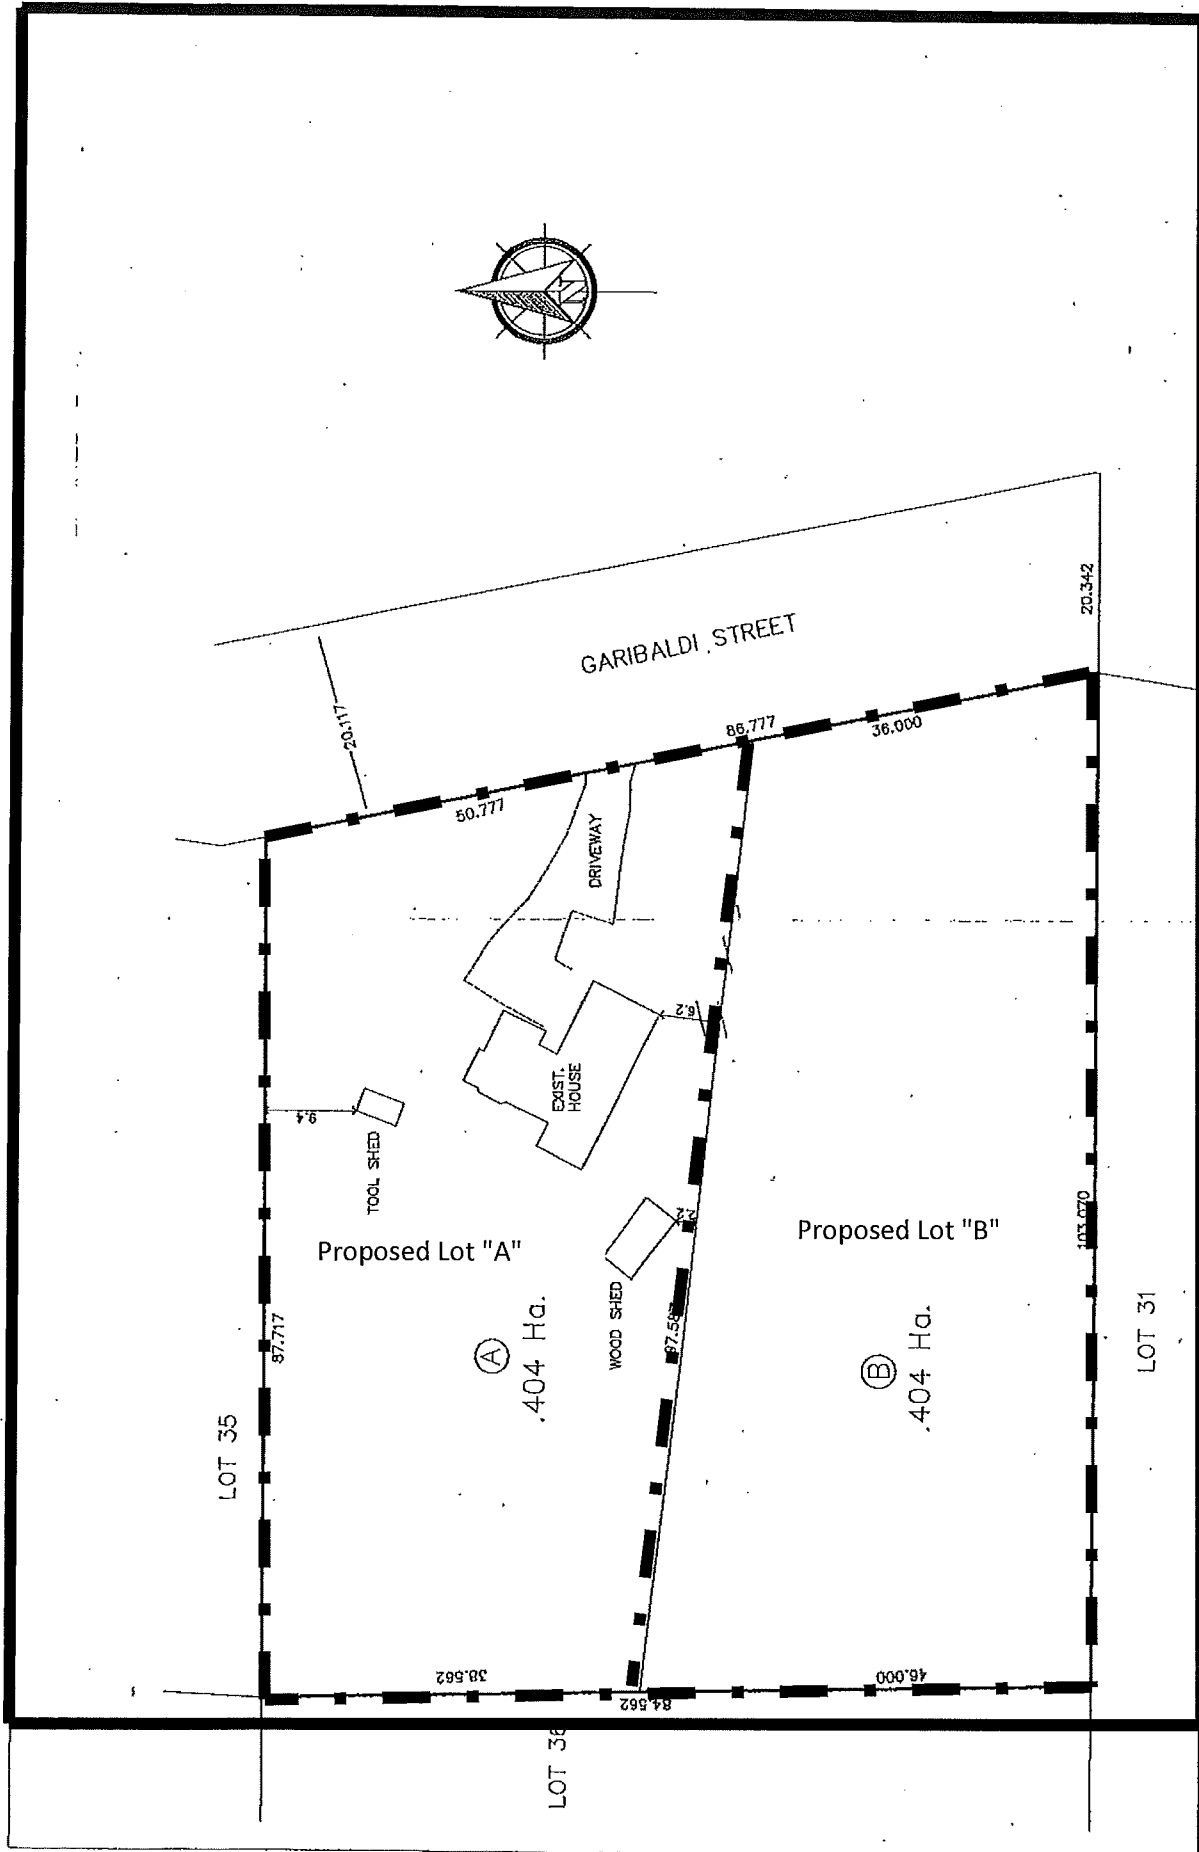 N
20.342
GARIBALDI STREET
20.117
86.777
36.000
50.777
DRIVEWAY
6.2
EXIST.
HOUSE
9.4
TOOL SHED
2.2
Proposed Lot "A"
Proposed Lot "B"
103.070
WOOD SHED
87.717
97.587
A
.404 Ha.
B
.404 Ha.
LOT 31
LOT 35
38.562
46.000
84.562
LOT 36